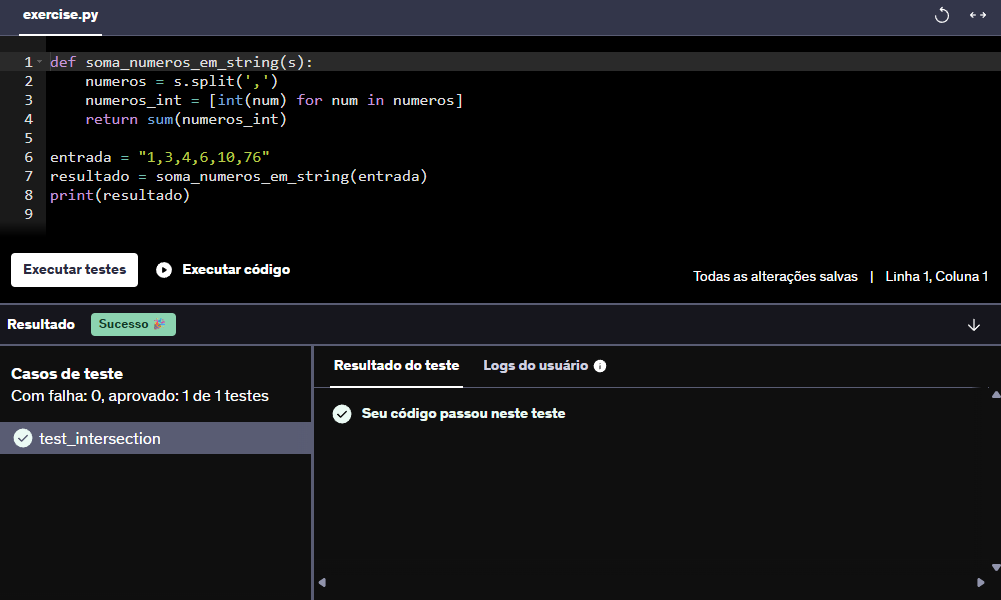 exercise.py
1 def soma_numeros_em_string(s):
2     numeros = s.split(',')
3     numeros_int = [int(num) for num in numeros]
4     return sum(numeros_int)
5
6 entrada = "1,3,4,6,10,76"
7 resultado = soma_numeros_em_string(entrada)
8 print(resultado)
9
Executar testes Executar código
Todas as alterações salvas | Linha 1, Coluna 1
Resultado Sucesso 🎉
Casos de teste
Com falha: 0, aprovado: 1 de 1 testes
test_intersection
Resultado do teste Logs do usuário
Seu código passou neste teste